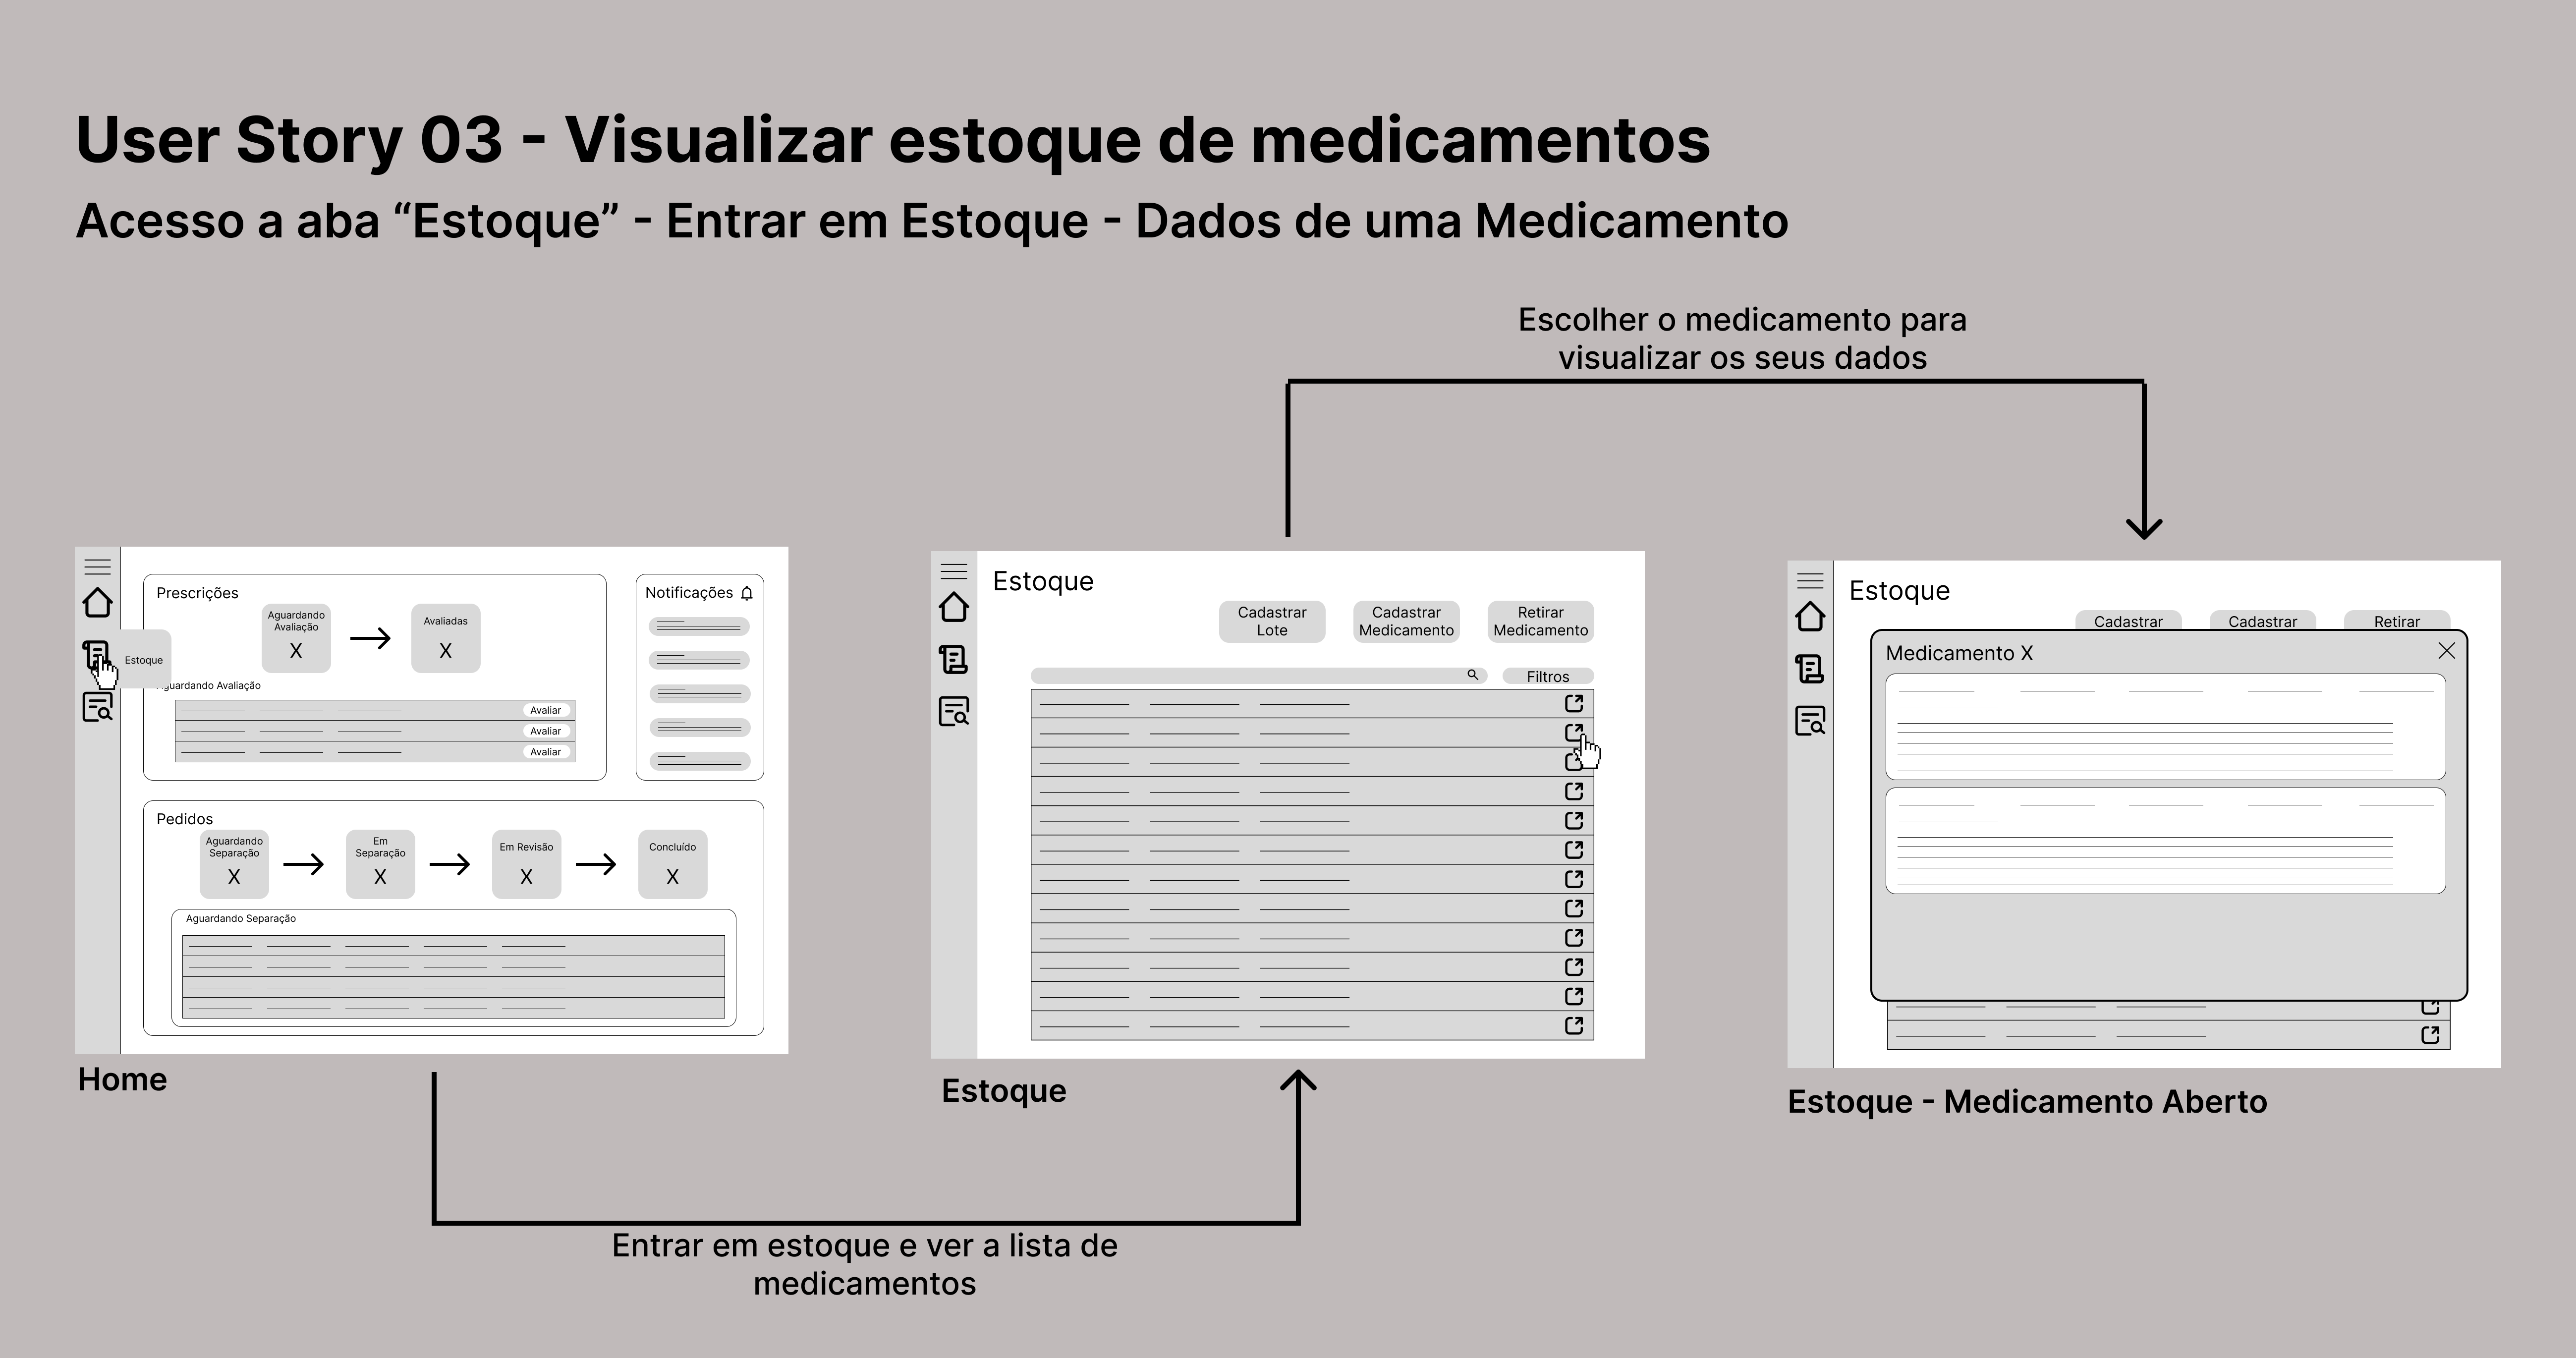 User Story 03 - Visualizar estoque de medicamentos
Acesso a aba “Estoque” - Entrar em Estoque - Dados de uma Medicamento
Escolher o medicamento para
visualizar os seus dados
Prescrições
Aguardando
Avaliação
X
Avaliadas
X
Estoque
guardando Avaliação
Avaliar
Avaliar
Avaliar
Notificações
Pedidos
Aguardando
Separação
X
Em
Separação
X
Em Revisão
X
Concluído
X
Aguardando Separação
Home
Estoque
Cadastrar
Lote
Cadastrar
Medicamento
Retirar
Medicamento
Filtros
Estoque
Estoque
Cadastrar
Cadastrar
Retirar
Medicamento X
Estoque - Medicamento Aberto
Entrar em estoque e ver a lista de
medicamentos